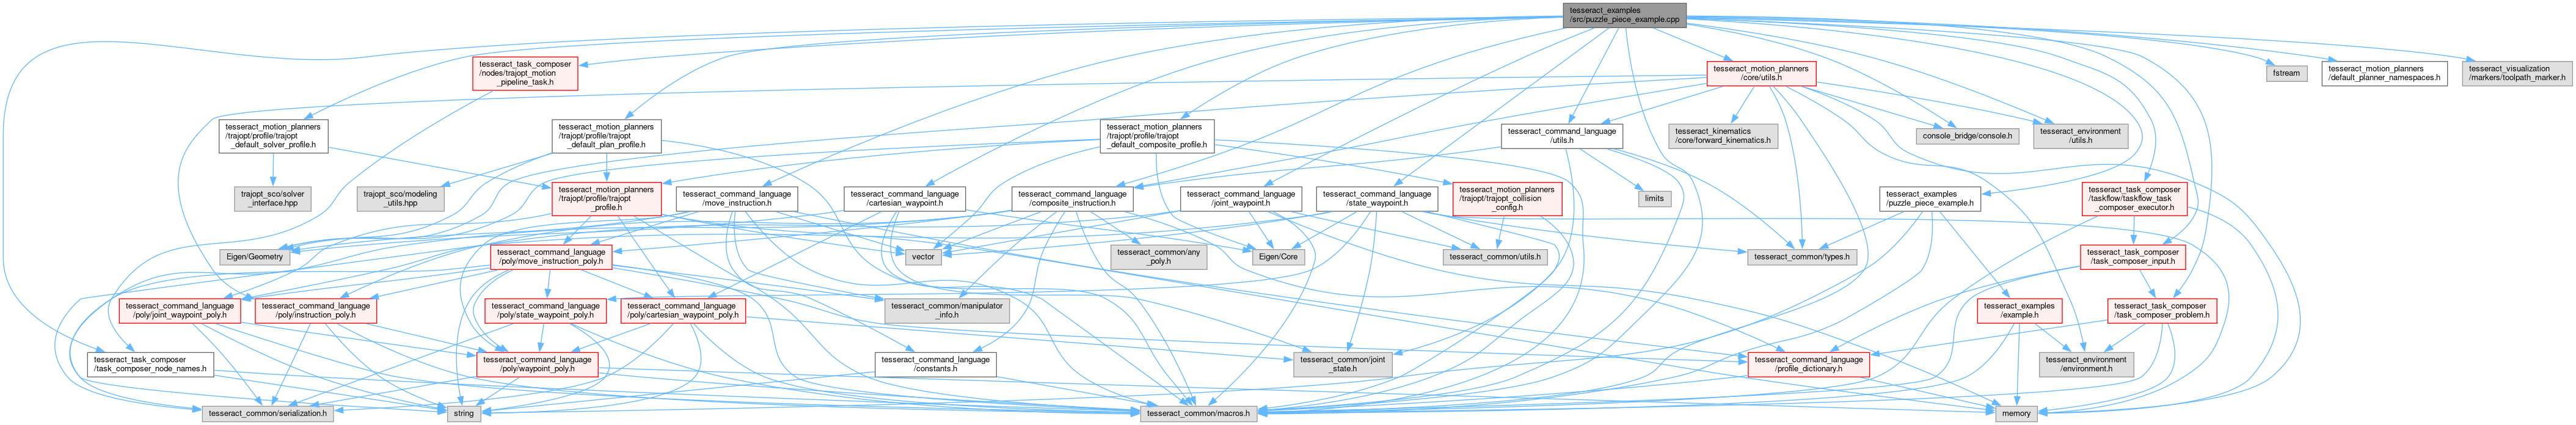 tesseract_examples
/src/puzzle_piece_example.cpp
tesseract_task_composer
/nodes/trajopt_motion
_pipeline_task.h
tesseract_motion_planners
/core/utils.h
fstream
tesseract_motion_planners
/default_planner_namespaces.h
tesseract_visualization
/markers/toolpath_marker.h
tesseract_motion_planners
/trajopt/profile/trajopt
_default_solver_profile.h
tesseract_motion_planners
/trajopt/profile/trajopt
_default_plan_profile.h
tesseract_motion_planners
/trajopt/profile/trajopt
_default_composite_profile.h
tesseract_command_language
/utils.h
tesseract_kinematics
/core/forward_kinematics.h
console_bridge/console.h
tesseract_environment
/utils.h
trajopt_sco/solver
_interface.hpp
trajopt_sco/modeling
_utils.hpp
tesseract_motion_planners
/trajopt/profile/trajopt
_profile.h
tesseract_command_language
/move_instruction.h
tesseract_command_language
/cartesian_waypoint.h
tesseract_command_language
/composite_instruction.h
tesseract_command_language
/joint_waypoint.h
tesseract_command_language
/state_waypoint.h
tesseract_motion_planners
/trajopt/trajopt_collision
_config.h
limits
tesseract_examples
/puzzle_piece_example.h
tesseract_task_composer
/taskflow/taskflow_task
_composer_executor.h
Eigen/Geometry
tesseract_command_language
/poly/move_instruction_poly.h
vector
tesseract_common/any
_poly.h
Eigen/Core
tesseract_common/utils.h
tesseract_common/types.h
tesseract_task_composer
/task_composer_input.h
tesseract_command_language
/poly/joint_waypoint_poly.h
tesseract_command_language
/poly/instruction_poly.h
tesseract_command_language
/poly/state_waypoint_poly.h
tesseract_command_language
/poly/cartesian_waypoint_poly.h
tesseract_common/manipulator
_info.h
tesseract_examples
/example.h
tesseract_task_composer
/task_composer_problem.h
tesseract_task_composer
/task_composer_node_names.h
tesseract_command_language
/poly/waypoint_poly.h
tesseract_common/joint
_state.h
tesseract_command_language
/constants.h
tesseract_command_language
/profile_dictionary.h
tesseract_environment
/environment.h
tesseract_common/serialization.h
string
tesseract_common/macros.h
memory